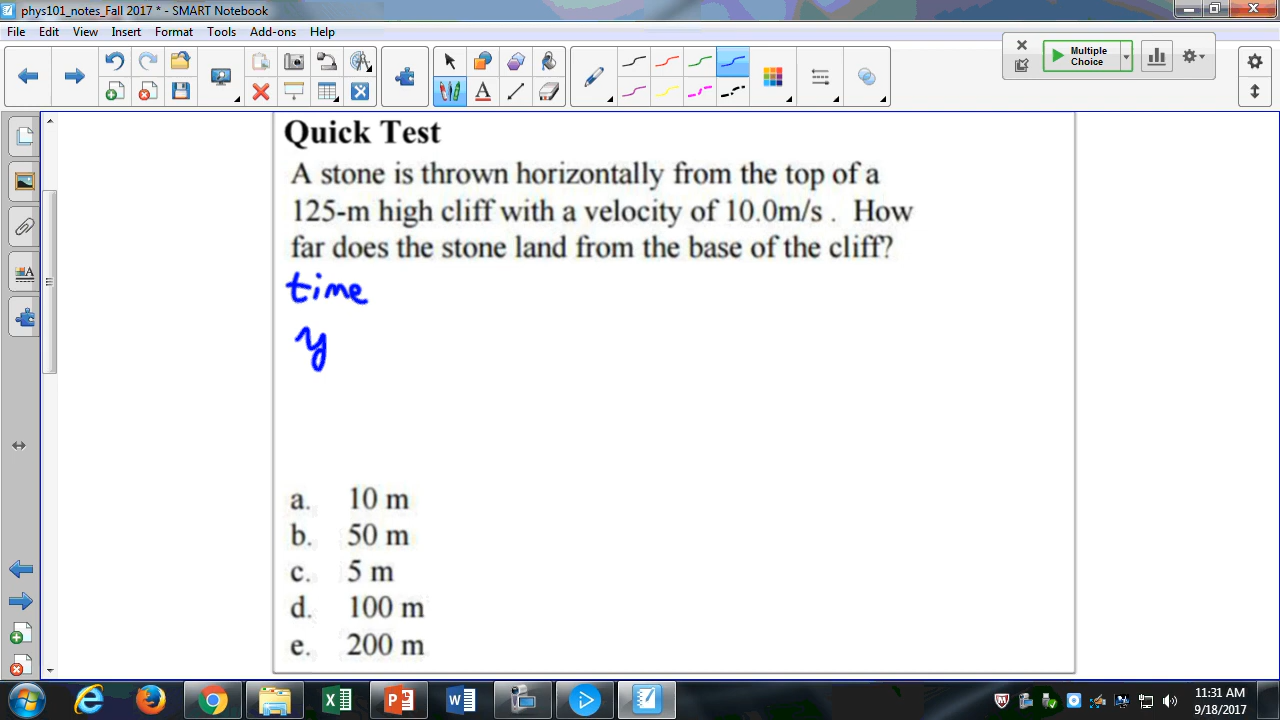 phys101_notes_Fall 2017 * - SMART Notebook
File Edit View Insert Format Tools Add-ons Help
Multiple
Choice
Quick Test
A stone is thrown horizontally from the top of a
125-m high cliff with a velocity of 10.0m/s . How
far does the stone land from the base of the cliff?
time
y
a. 10 m
b. 50 m
c. 5 m
d. 100 m
e. 200 m
11:31 AM
9/18/2017